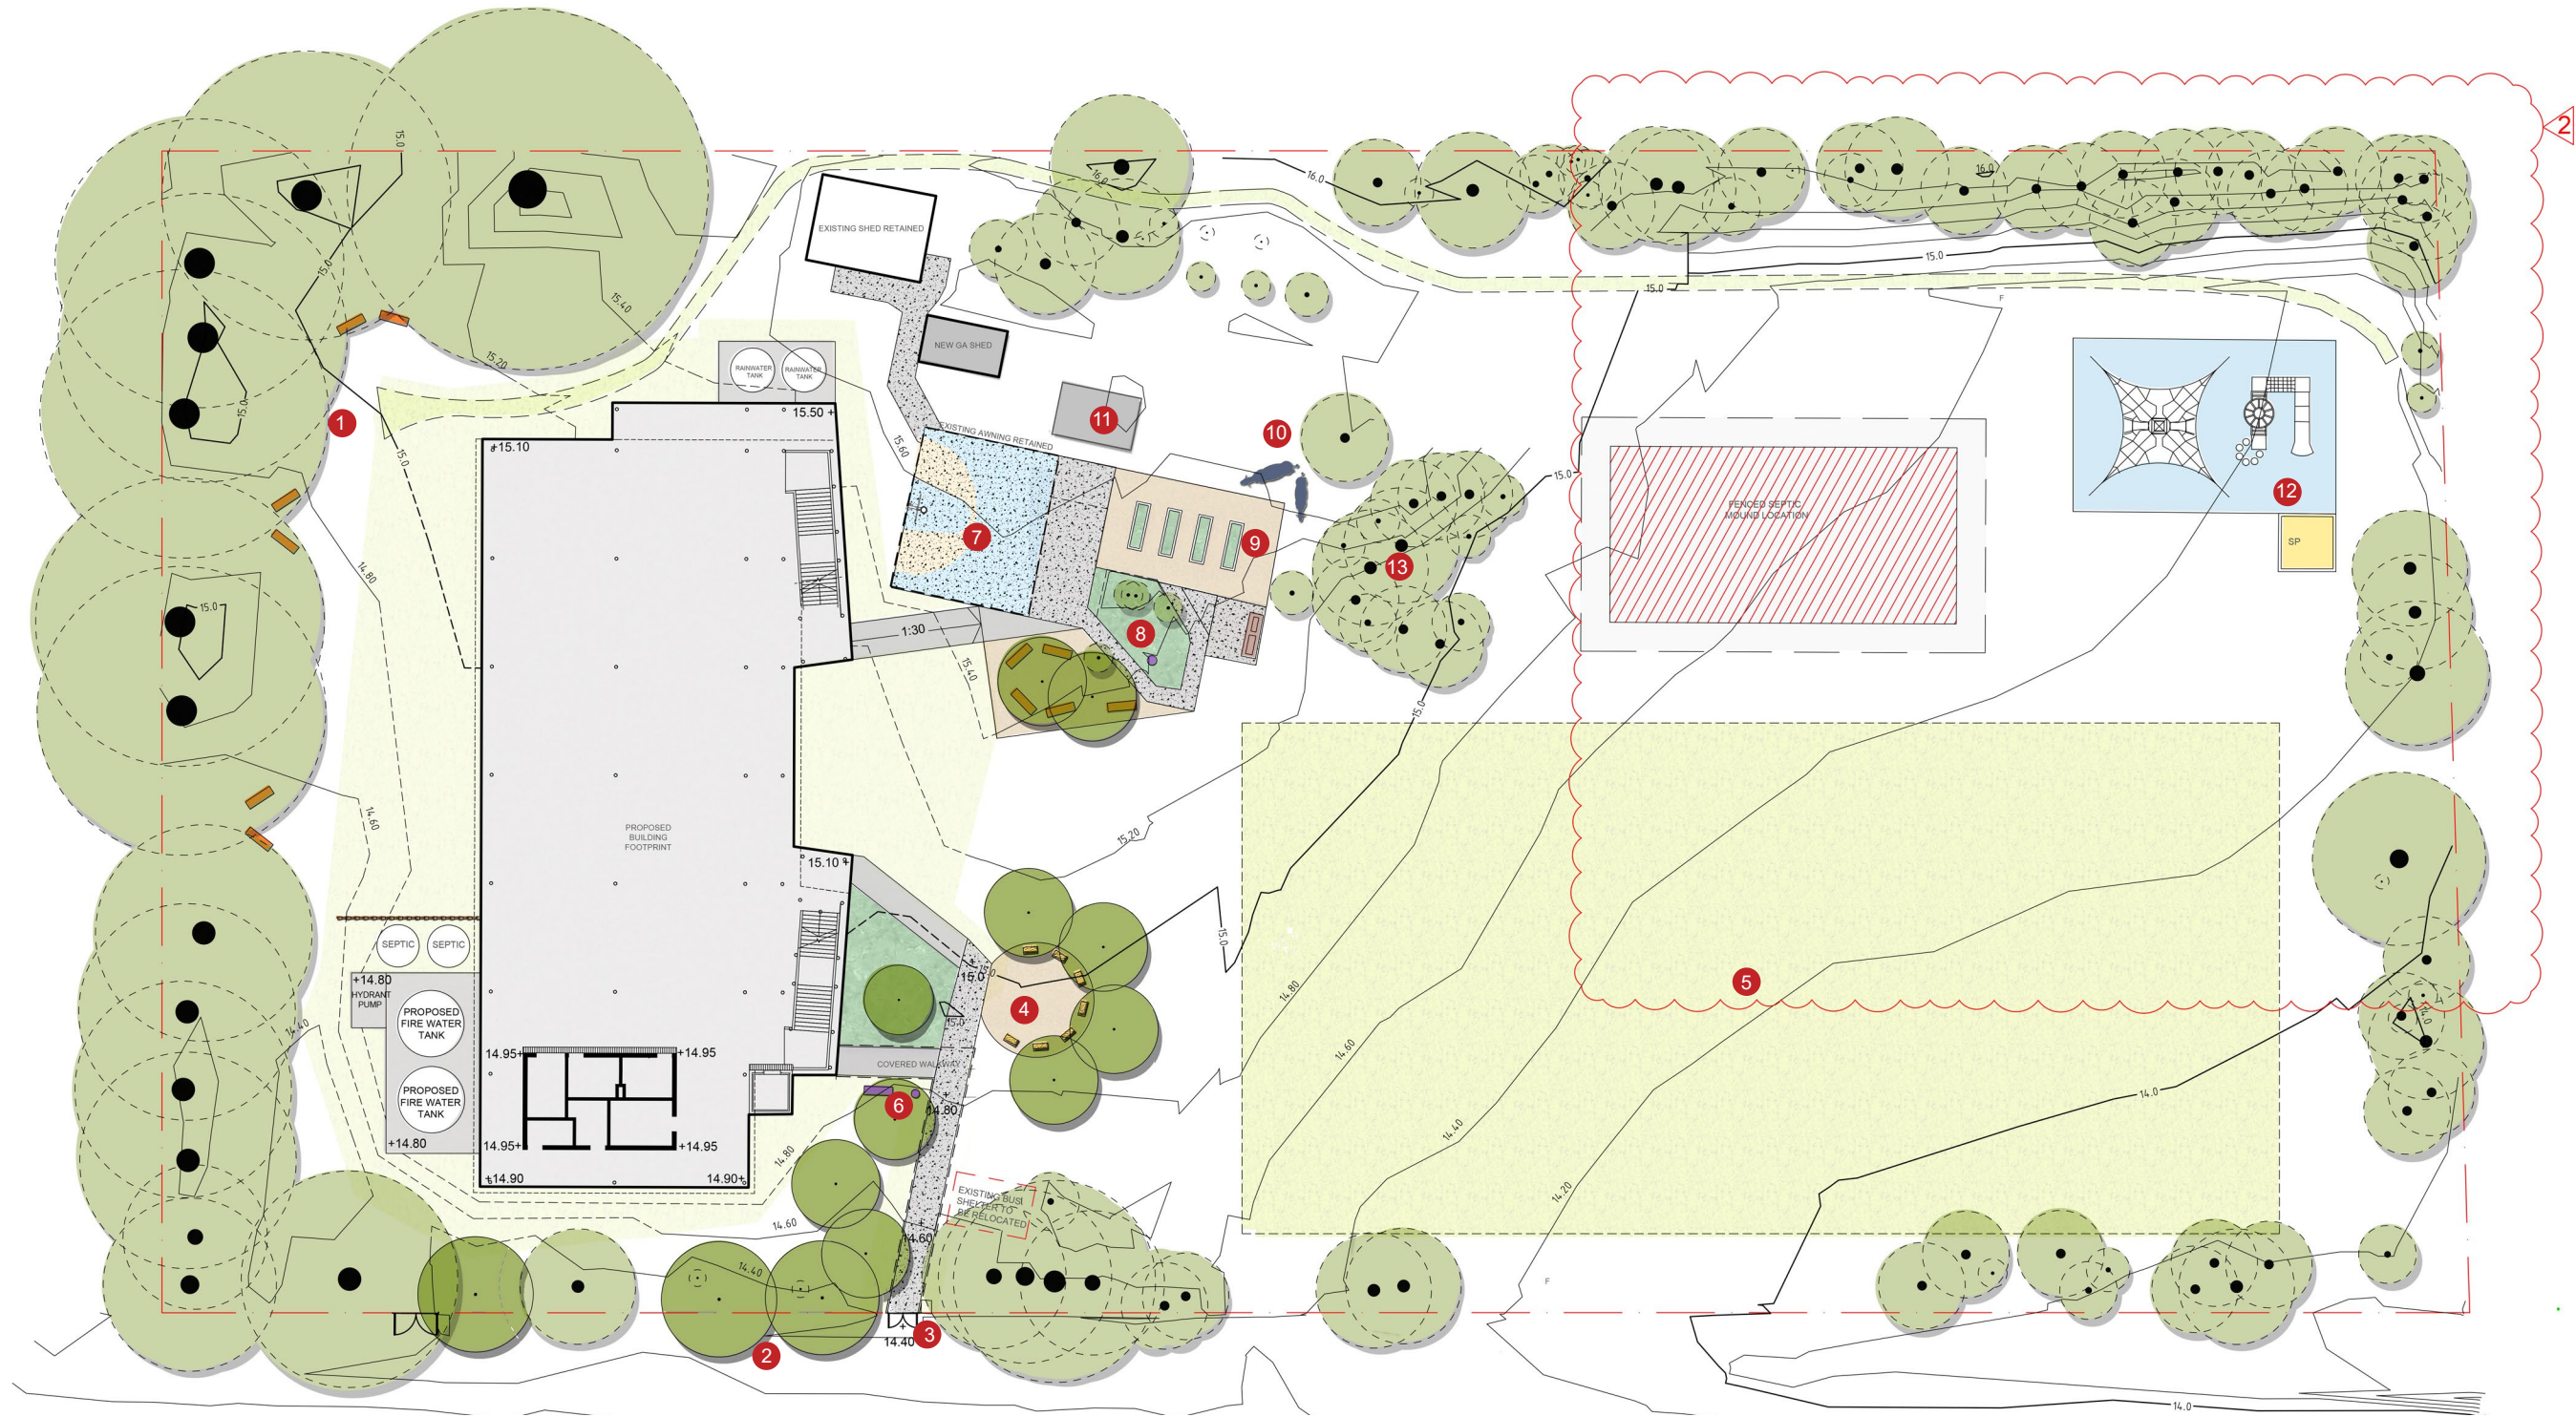 2
15.0
16.0
16.0
16.0
EXISTING SHED RETAINED
15.0
15.0
15.0
15.40
F
15.20
NEW GA SHED
RAINWATER
TANK
RAINWATER
TANK
15.0
1
15.50 +
11
10
EXISTING AWNING RETAINED
15.60
+15.10
15.0
15.0
12
FENCED SEPTIC
MOUND LOCATION
7
9
SP
13
14.80
15.0
1:30
8
15.40
15.0
14.60
PROPOSED
BUILDING
FOOTPRINT
15.20
15.10 +
15.0
SEPTIC
SEPTIC
15.0
15.0
+14.80
HYDRANT
PUMP
5
14.80
4
PROPOSED
FIRE WATER
TANK
15.0
14.0
14.40
14.95+
+14.95
14.60
COVERED WALKWAY
PROPOSED
FIRE WATER
TANK
14.0
6
14.80
14.40
+14.80
14.95+
+14.95
14.80
+14.90
14.90+
14.20
EXISTING BUS
SHELTER TO
BE RELOCATED
14.60
14.60
14.40
F
3
14.40
2
14.0